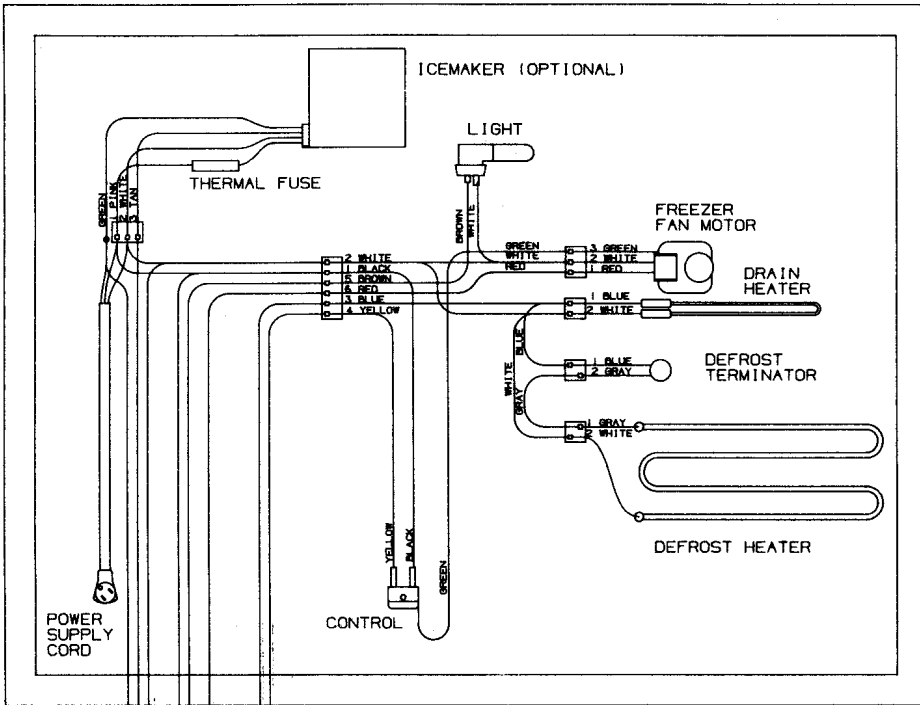 ICEMAKER (OPTIONAL)
LIGHT
THERMAL FUSE
GREEN
1 PINK
2 WHITE
3 TAN
BROWN
WHITE
FREEZER
FAN MOTOR
GREEN
WHITE
RED
3 GREEN
2 WHITE
1 RED
2 WHITE
1 BLACK
5 BROWN
6 RED
3 BLUE
4 YELLOW
DRAIN
HEATER
1 BLUE
2 WHITE
BLUE
WHITE
GRAY
1 BLUE
2 GRAY
DEFROST
TERMINATOR
1 GRAY
2 WHITE
DEFROST HEATER
YELLOW
BLACK
GREEN
CONTROL
POWER
SUPPLY
CORD